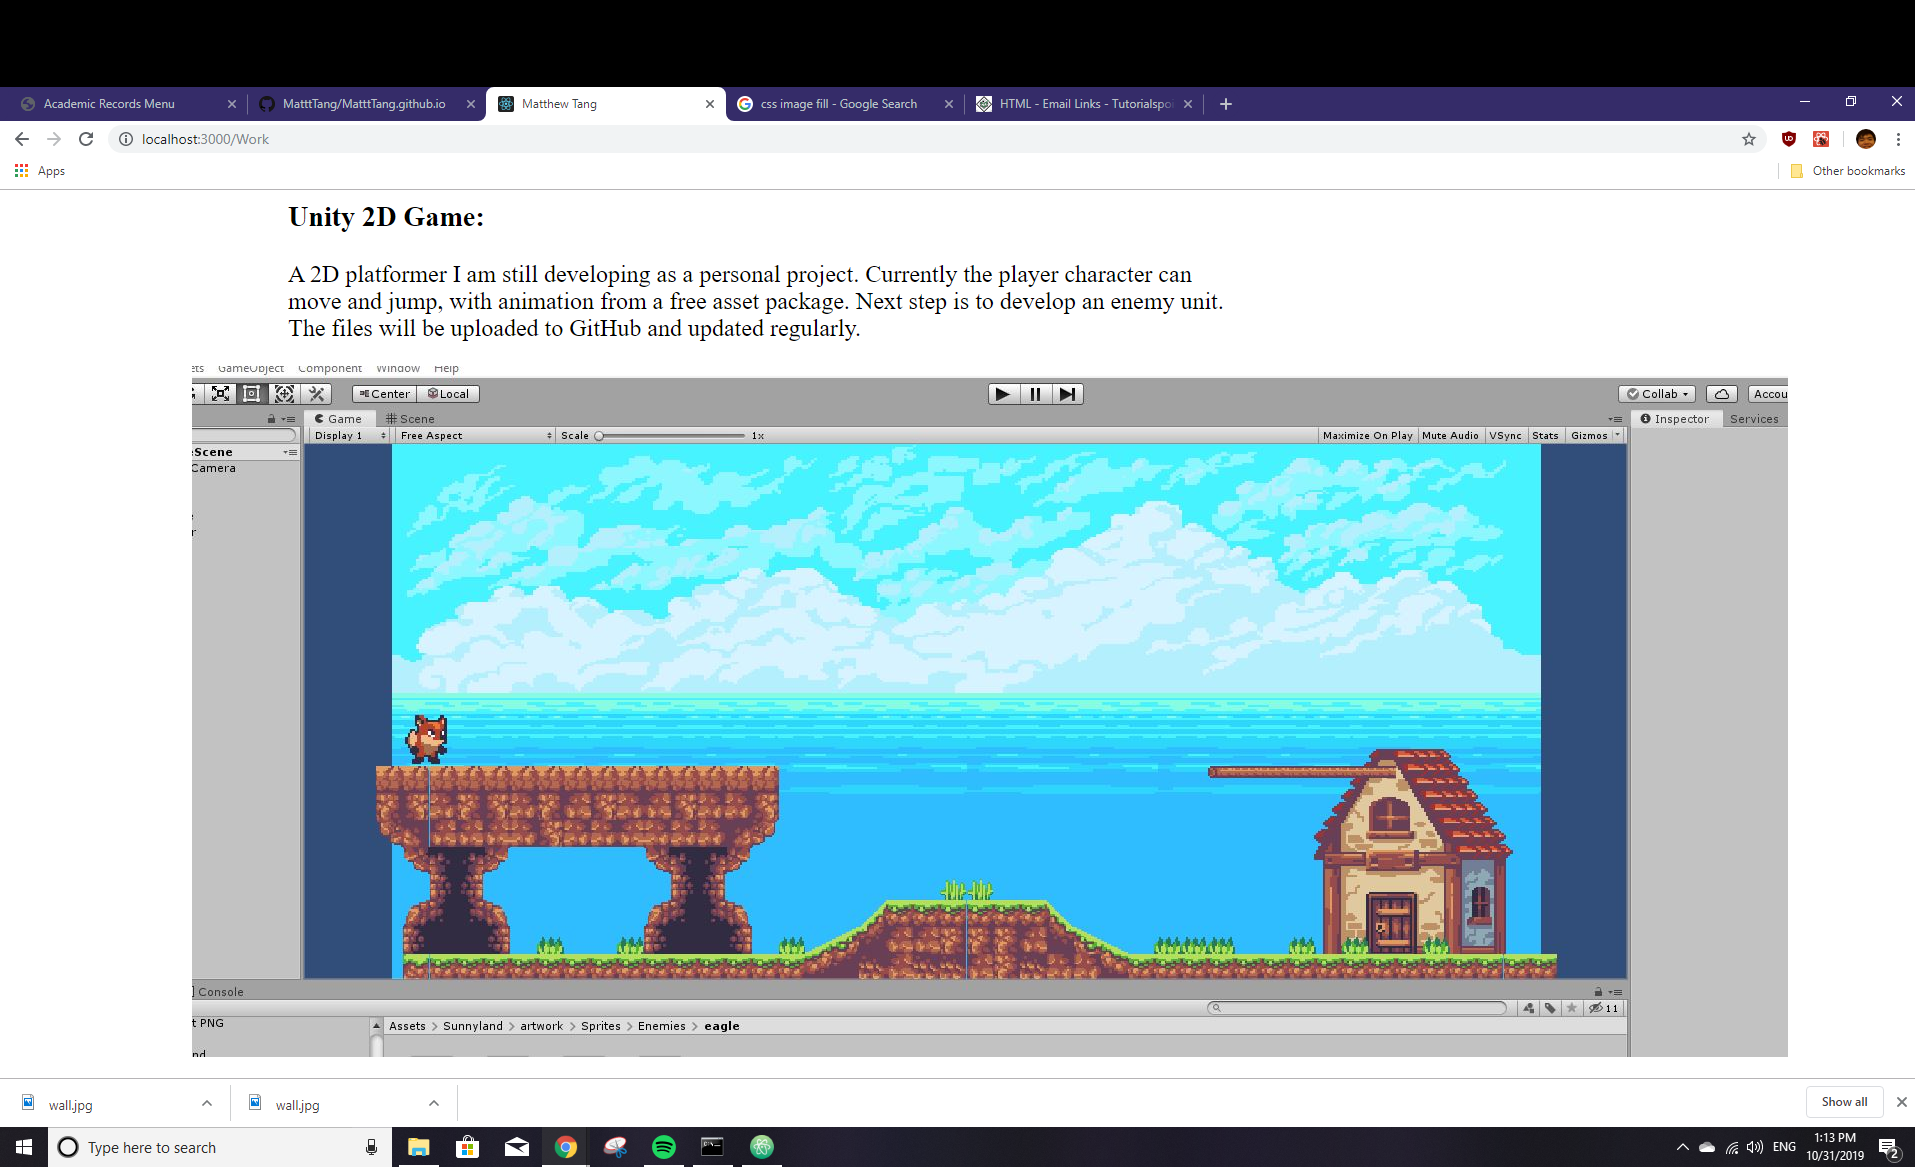 Academic Records Menu
MatttTang/MatttTang.github.io
Matthew Tang
css image fill - Google Search
HTML - Email Links - Tutorialspoi
localhost:3000/Work
Apps
Other bookmarks
Unity 2D Game:
A 2D platformer I am still developing as a personal project. Currently the player character can
move and jump, with animation from a free asset package. Next step is to develop an enemy unit.
The files will be uploaded to GitHub and updated regularly.
ets GameObject Component Window Help
Center Local
Collab
Accou
Game
Scene
Inspector
Services
Display 1
Free Aspect
Scale 1x
Maximize On Play Mute Audio VSync Stats Gizmos
Scene
Camera
Console
11
t PNG
Assets > Sunnyland > artwork > Sprites > Enemies > eagle
nd
wall.jpg
wall.jpg
Show all
Type here to search
ENG
1:13 PM
10/31/2019
2